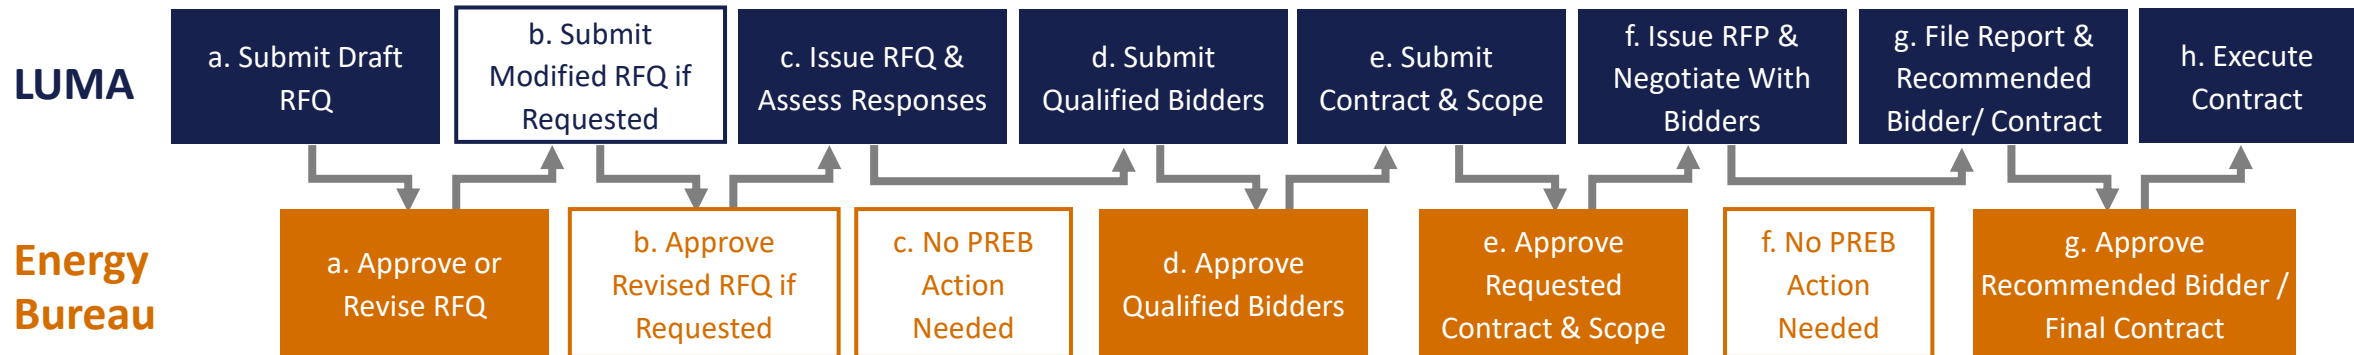 LUMA
a. Submit Draft
RFQ
b. Submit
Modified RFQ if
Requested
c. Issue RFQ &
Assess Responses
d. Submit
Qualified Bidders
e. Submit
Contract & Scope
f. Issue RFP &
Negotiate With
Bidders
g. File Report &
Recommended
Bidder/ Contract
h. Execute
Contract
Energy
Bureau
a. Approve or
Revise RFQ
b. Approve
Revised RFQ if
Requested
c. No PREB
Action
Needed
d. Approve
Qualified Bidders
e. Approve
Requested
Contract & Scope
f. No PREB
Action
Needed
g. Approve
Recommended Bidder /
Final Contract